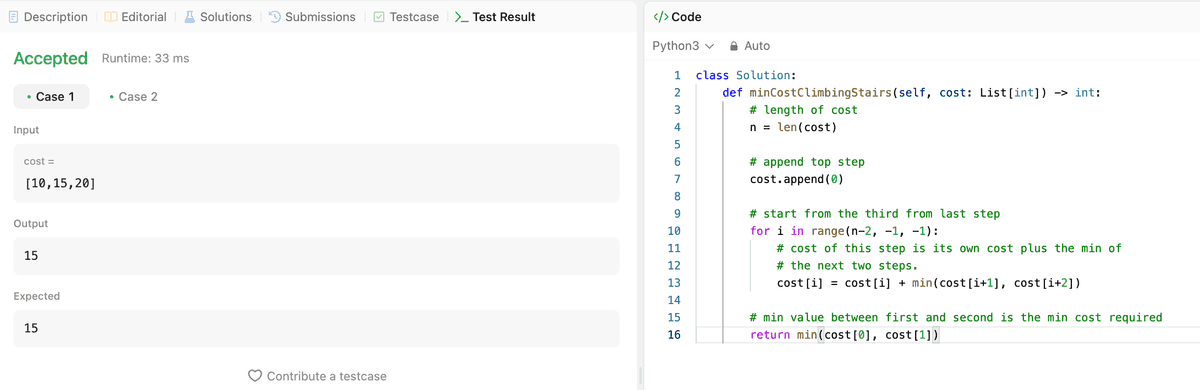 Description Editorial Solutions Submissions Testcase Test Result
Accepted Runtime: 33 ms
Case 1 Case 2
Input
cost =
[10,15,20]
Output
15
Expected
15
Contribute a testcase
</> Code
Python3 Auto
1 class Solution:
2     def minCostClimbingStairs(self, cost: List[int]) -> int:
3         # length of cost
4         n = len(cost)
5
6         # append top step
7         cost.append(0)
8
9         # start from the third from last step
10         for i in range(n-2, -1, -1):
11             # cost of this step is its own cost plus the min of
12             # the next two steps.
13             cost[i] = cost[i] + min(cost[i+1], cost[i+2])
14
15         # min value between first and second is the min cost required
16         return min(cost[0], cost[1])